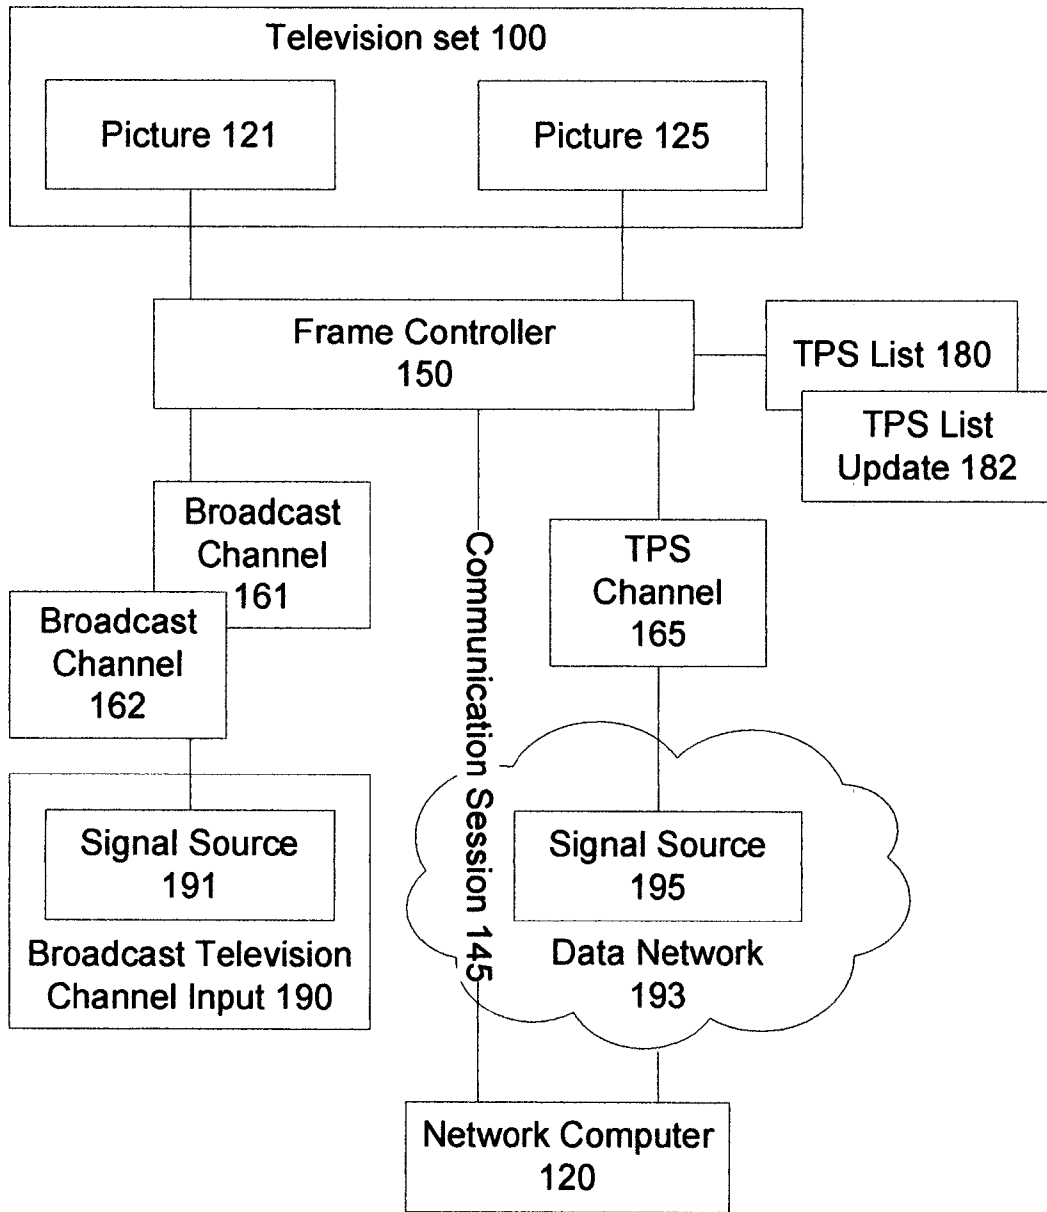 Television set 100
Picture 121
Picture 125
Frame Controller
150
TPS List 180
TPS List
Update 182
Broadcast
Channel
161
Broadcast
Channel
162
Communication Session 145
TPS
Channel
165
Signal Source
191
Broadcast Television
Channel Input 190
Signal Source
195
Data Network
193
Network Computer
120